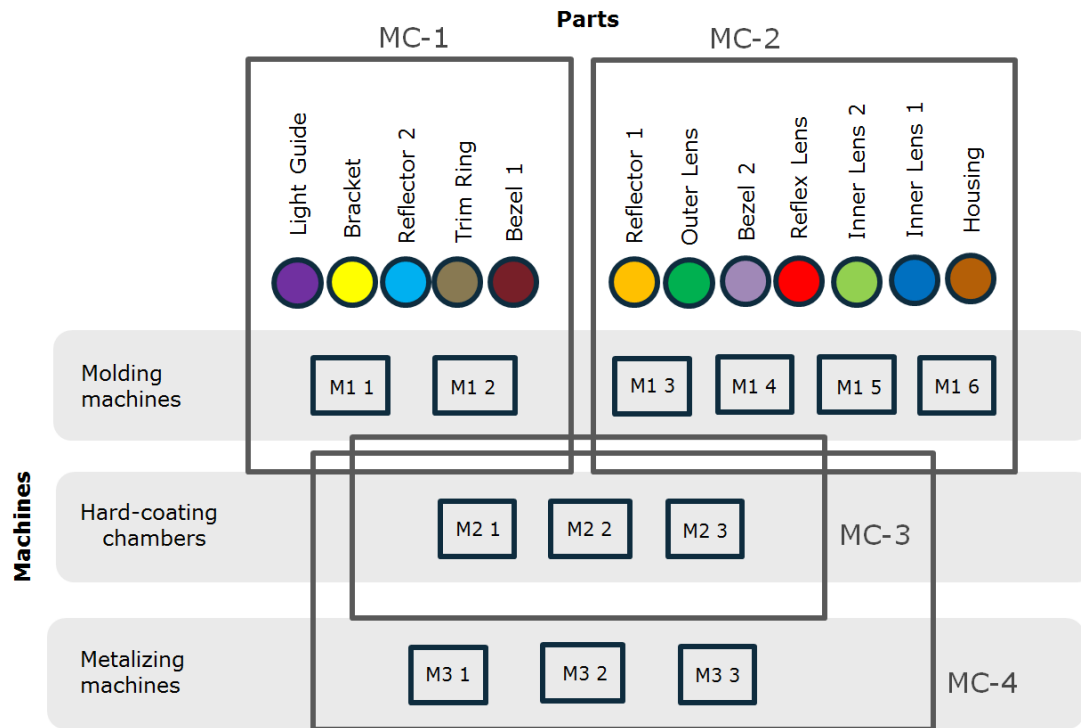 Parts
MC-1
MC-2
Light Guide
Bracket
Reflector 2
Trim Ring
Bezel 1
Reflector 1
Outer Lens
Bezel 2
Reflex Lens
Inner Lens 2
Inner Lens 1
Housing
Machines
Molding
machines
M1 1
M1 2
M1 3
M1 4
M1 5
M1 6
Hard-coating
chambers
M2 1
M2 2
M2 3
MC-3
Metalizing
machines
M3 1
M3 2
M3 3
MC-4